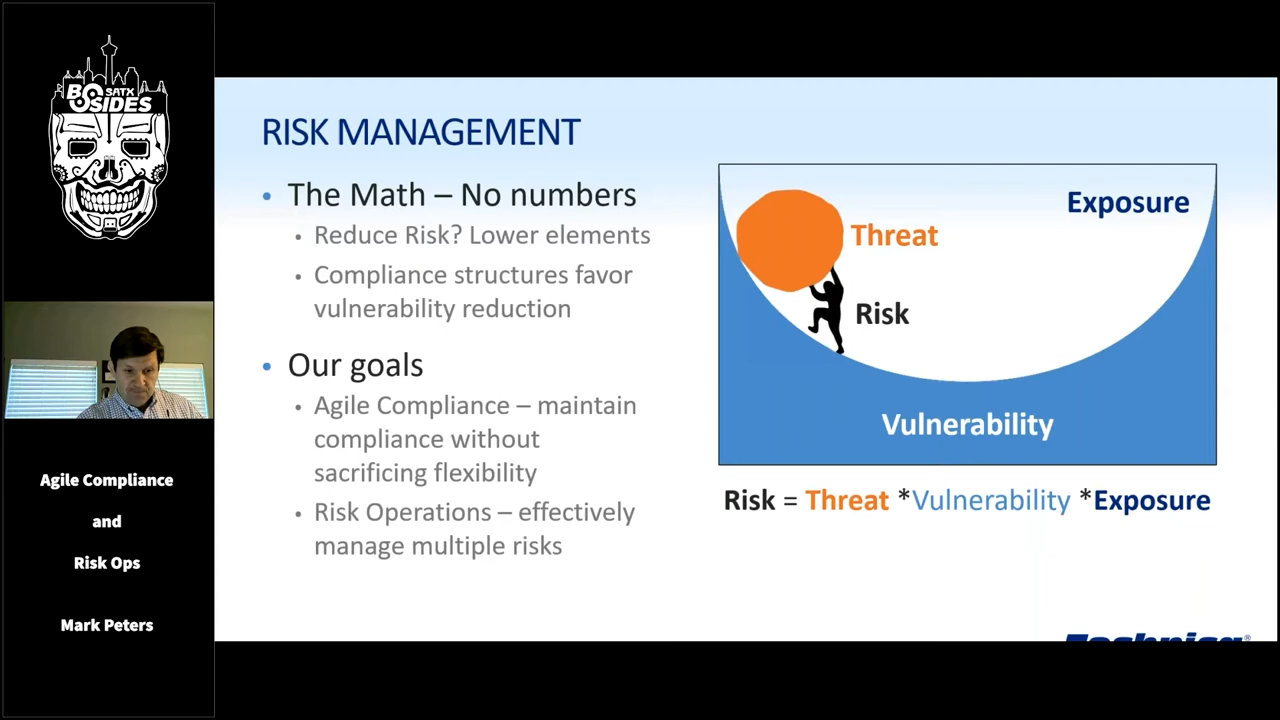 BSIDES
SATX
Agile Compliance
and
Risk Ops
Mark Peters
RISK MANAGEMENT
• The Math – No numbers
• Reduce Risk? Lower elements
• Compliance structures favor
vulnerability reduction
• Our goals
• Agile Compliance – maintain
compliance without
sacrificing flexibility
• Risk Operations – effectively
manage multiple risks
Exposure
Threat
Risk
Vulnerability
Risk = Threat *Vulnerability *Exposure